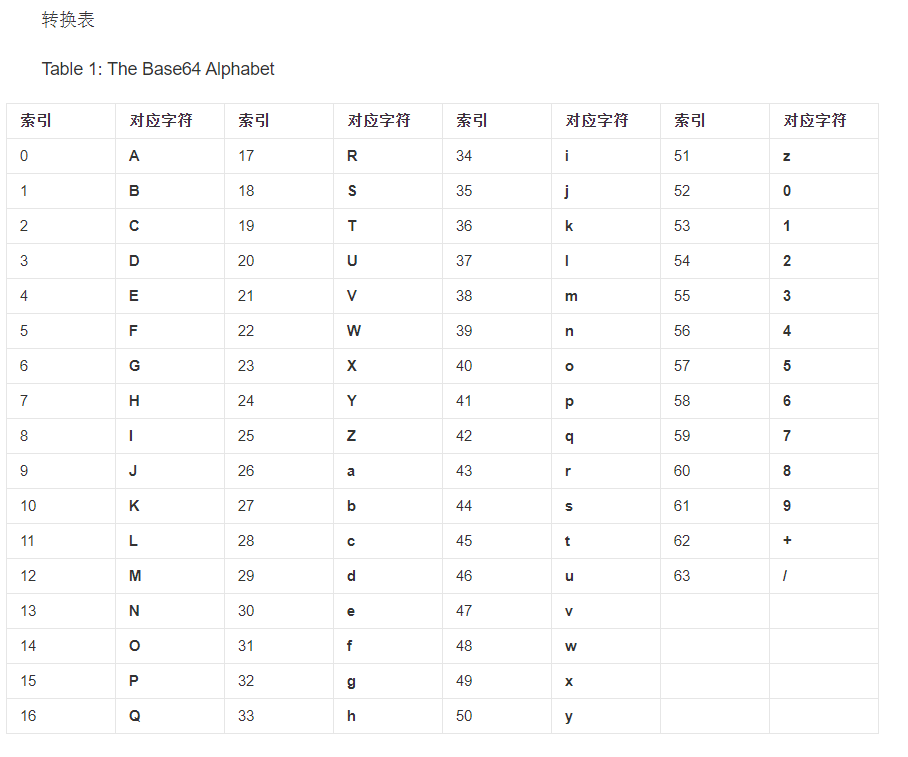 转换表
Table 1: The Base64 Alphabet
索引 对应字符 索引 对应字符 索引 对应字符 索引 对应字符
0 A 17 R 34 i 51 z
1 B 18 S 35 j 52 0
2 C 19 T 36 k 53 1
3 D 20 U 37 l 54 2
4 E 21 V 38 m 55 3
5 F 22 W 39 n 56 4
6 G 23 X 40 o 57 5
7 H 24 Y 41 p 58 6
8 I 25 Z 42 q 59 7
9 J 26 a 43 r 60 8
10 K 27 b 44 s 61 9
11 L 28 c 45 t 62 +
12 M 29 d 46 u 63 /
13 N 30 e 47 v
14 O 31 f 48 w
15 P 32 g 49 x
16 Q 33 h 50 y